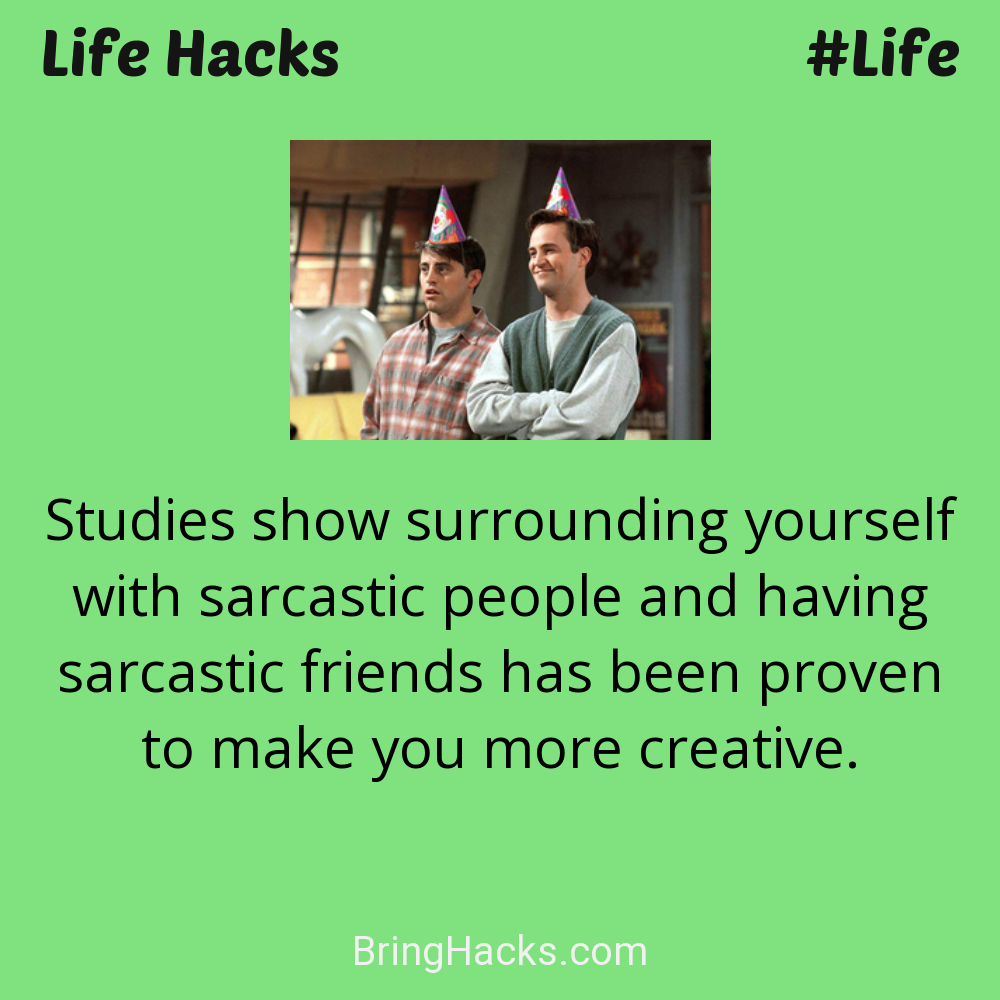 Life Hacks #Life
Studies show surrounding yourself
with sarcastic people and having
sarcastic friends has been proven
to make you more creative.
BringHacks.com